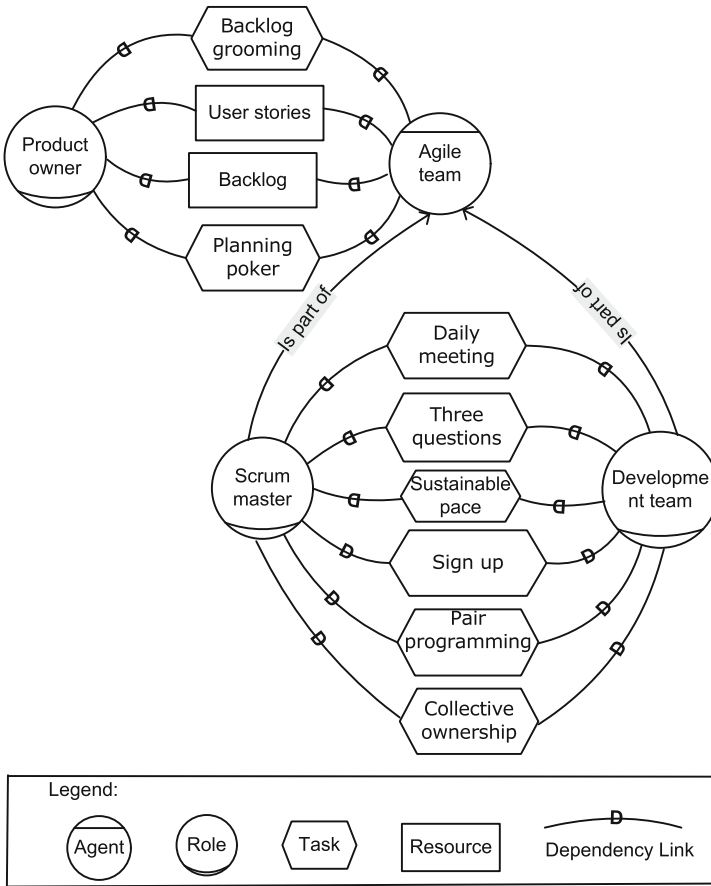 Backlog
grooming
User stories
Product
owner
Agile
team
Backlog
Planning
poker
Is part of
Is part of
Daily
meeting
Three
questions
Scrum
master
Sustainable
pace
Developme
nt team
Sign up
Pair
programming
Collective
ownership
Legend:
Agent
Role
Task
Resource
D
Dependency Link